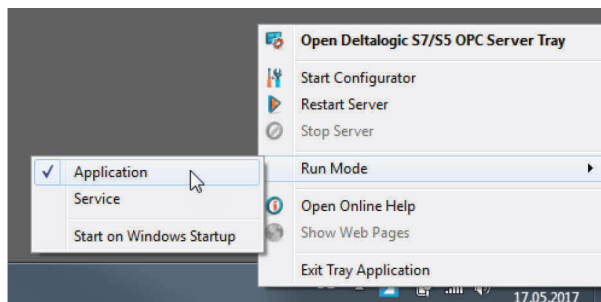 Open Deltalogic S7/S5 OPC Server Tray
Start Configurator
Restart Server
Stop Server
Run Mode
Application
Service
Start on Windows Startup
Open Online Help
Show Web Pages
Exit Tray Application
17.05.2017